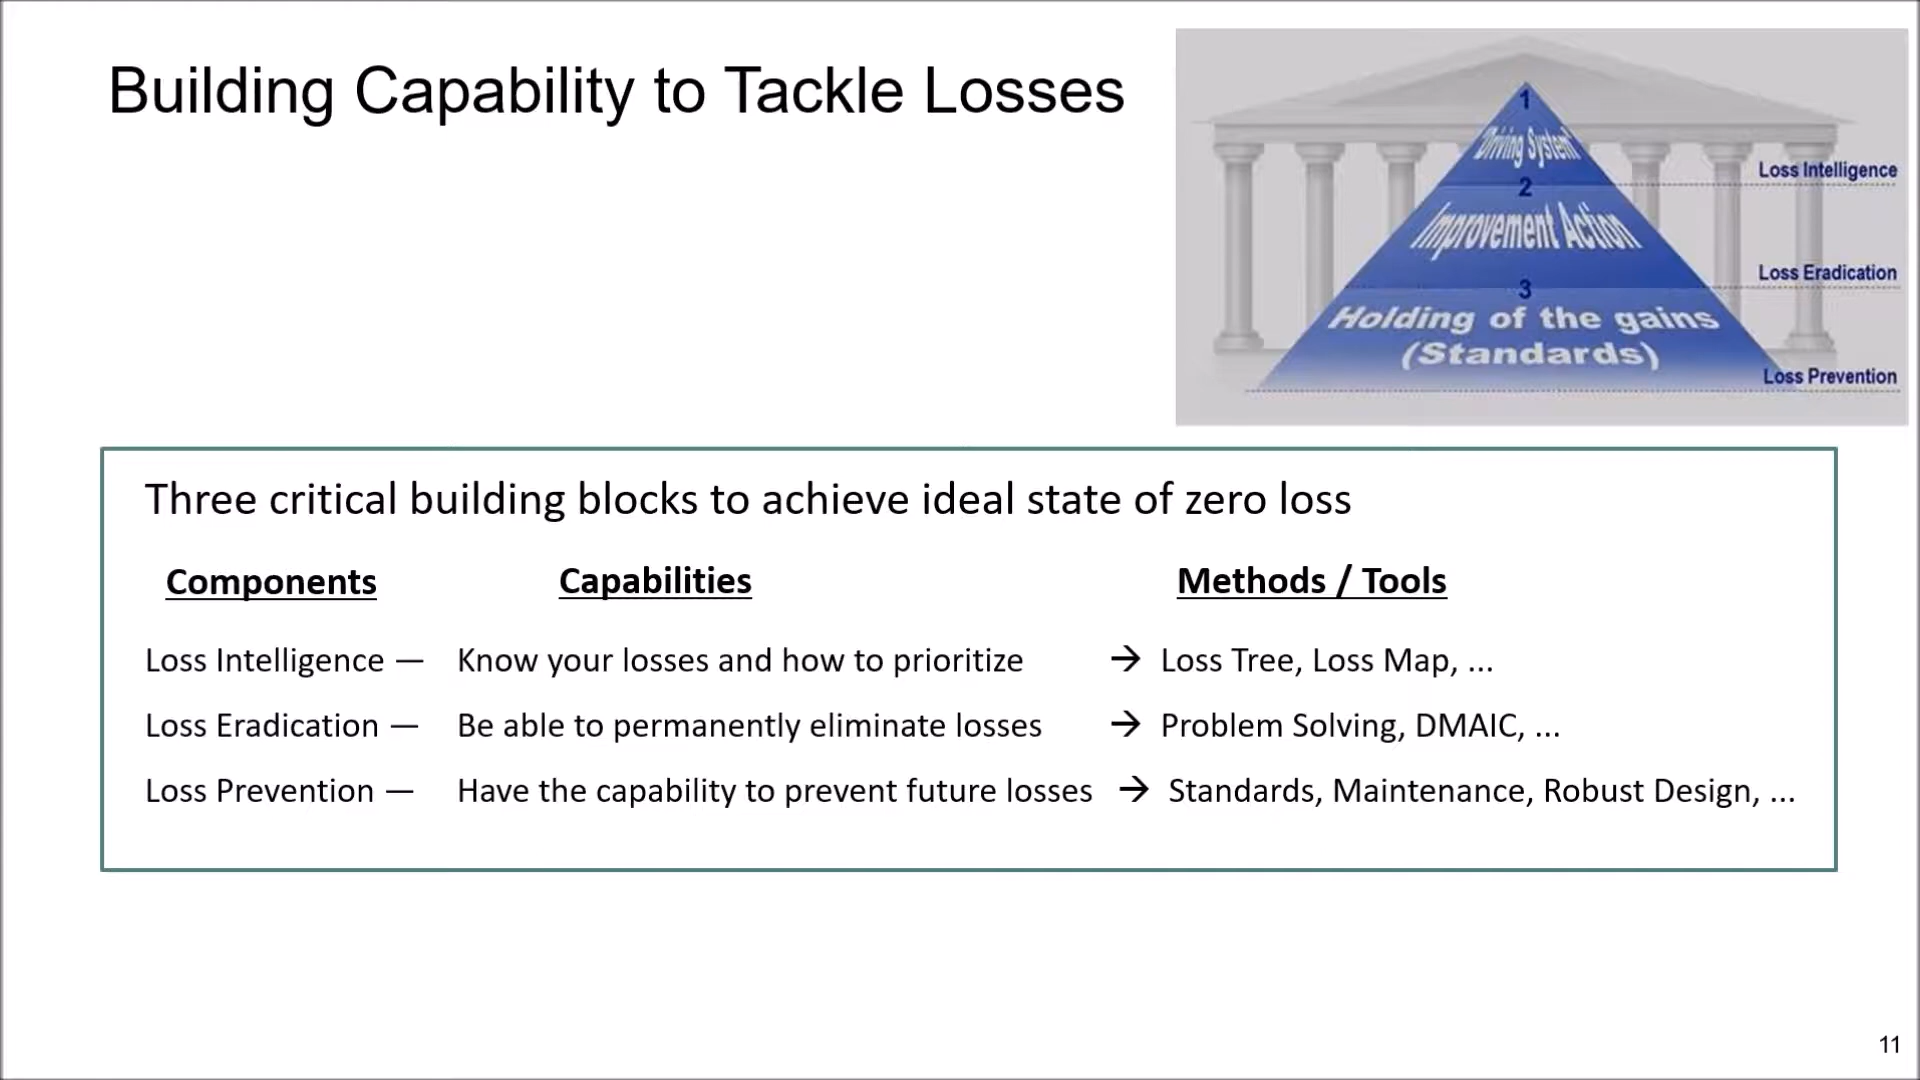 Building Capability to Tackle Losses
1
"Driving System"
Loss Intelligence
2
Improvement Action
Loss Eradication
3
Holding of the gains
(Standards)
Loss Prevention
Three critical building blocks to achieve ideal state of zero loss
Components Capabilities Methods / Tools
Loss Intelligence — Know your losses and how to prioritize → Loss Tree, Loss Map, ...
Loss Eradication — Be able to permanently eliminate losses → Problem Solving, DMAIC, ...
Loss Prevention — Have the capability to prevent future losses → Standards, Maintenance, Robust Design, ...
11